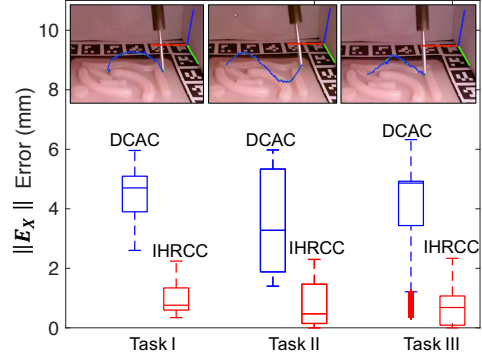 10
8
6
4
2
0
||E_X|| Error (mm)
DCAC
IHRCC
DCAC
IHRCC
DCAC
IHRCC
Task I
Task II
Task III